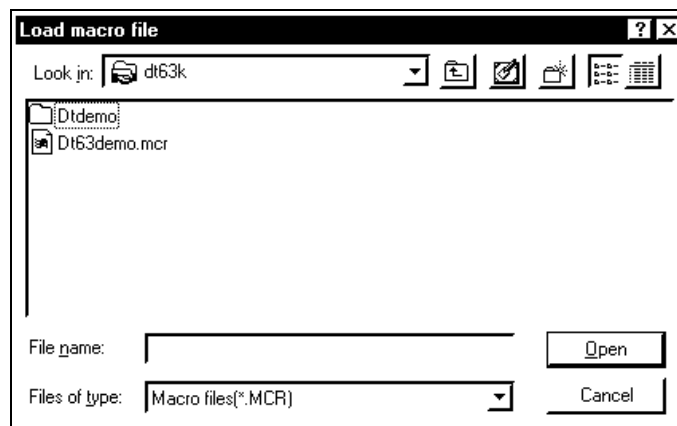 Load macro file
Look in: dt63k
Dtdemo
Dt63demo.mcr
File name:
Open
Files of type: Macro files(*.MCR)
Cancel